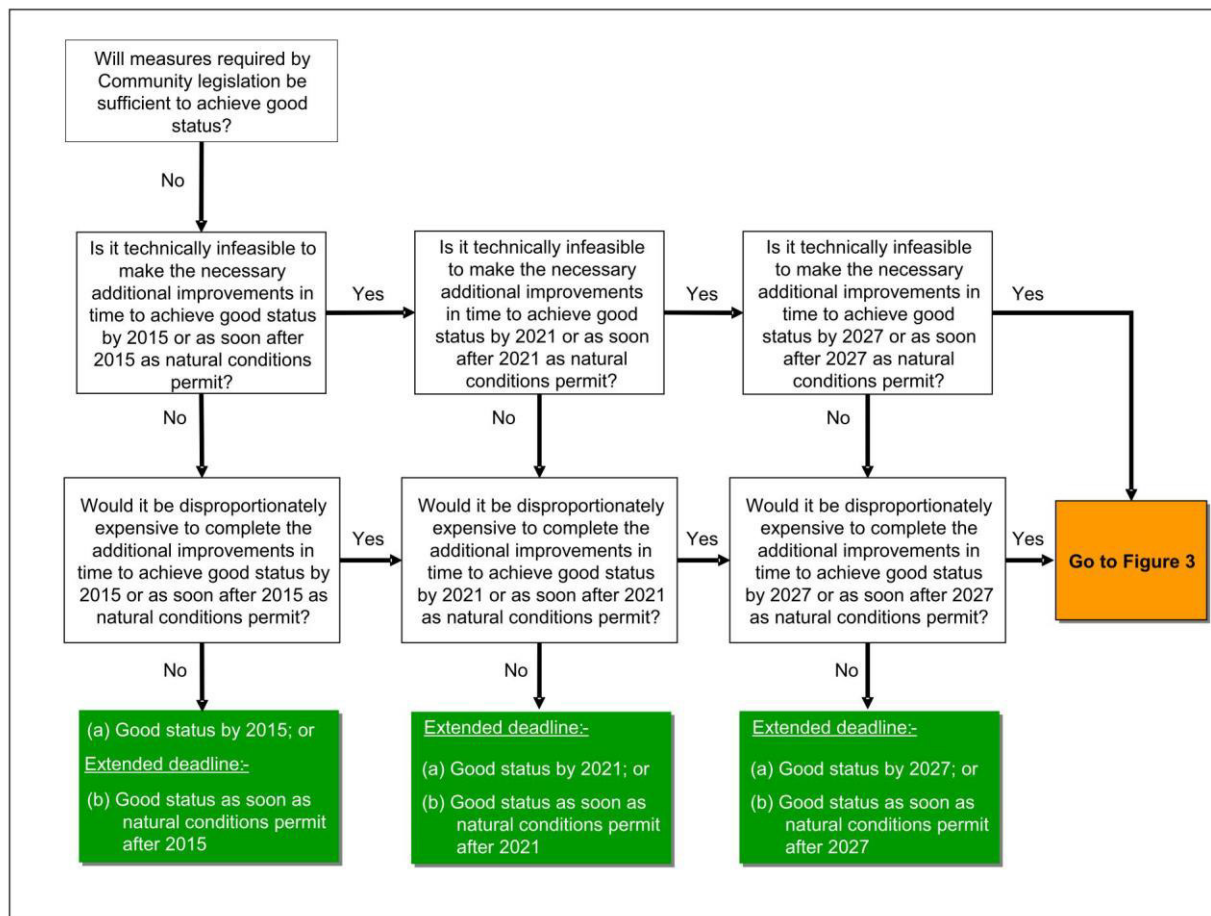 Will measures required by
Community legislation be
sufficient to achieve good
status?
No
Is it technically infeasible to
make the necessary
additional improvements in
time to achieve good status
by 2015 or as soon after
2015 as natural conditions
permit?
Yes
Is it technically infeasible
to make the necessary
additional improvements
in time to achieve good
status by 2021 or as soon
after 2021 as natural
conditions permit?
Yes
Is it technically infeasible
to make the necessary
additional improvements in
time to achieve good
status by 2027 or as soon
after 2027 as natural
conditions permit?
Yes
No
No
No
Would it be disproportionately
expensive to complete the
additional improvements in
time to achieve good status by
2015 or as soon after 2015 as
natural conditions permit?
Yes
Would it be disproportionately
expensive to complete the
additional improvements in
time to achieve good status
by 2021 or as soon after 2021
as natural conditions permit?
Yes
Would it be disproportionately
expensive to complete the
additional improvements in
time to achieve good status
by 2027 or as soon after 2027
as natural conditions permit?
Yes
Go to Figure 3
No
No
No
(a) Good status by 2015; or
Extended deadline:-
(b) Good status as soon as
natural conditions permit
after 2015
Extended deadline:-
(a) Good status by 2021; or
(b) Good status as soon as
natural conditions permit
after 2021
Extended deadline:-
(a) Good status by 2027; or
(b) Good status as soon as
natural conditions permit
after 2027